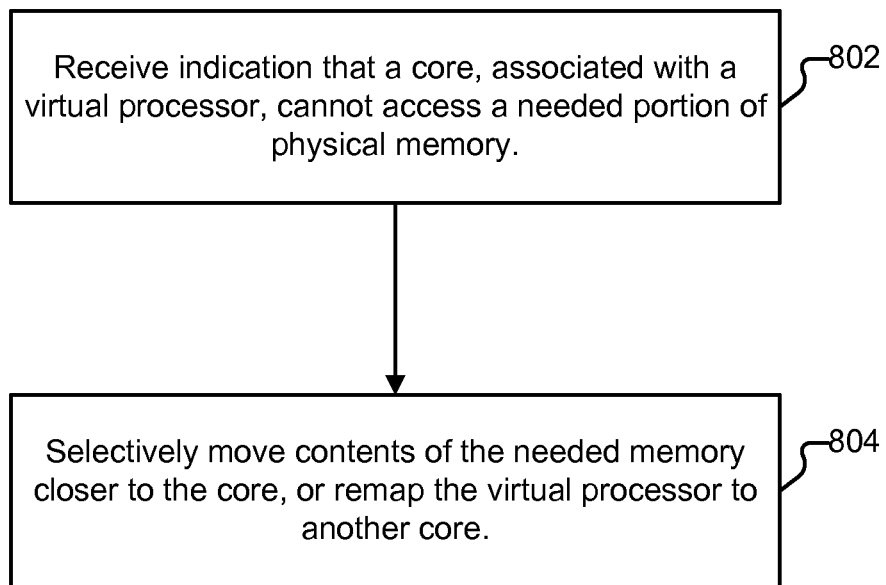 Receive indication that a core, associated with a
virtual processor, cannot access a needed portion of
physical memory.
802
Selectively move contents of the needed memory
closer to the core, or remap the virtual processor to
another core.
804